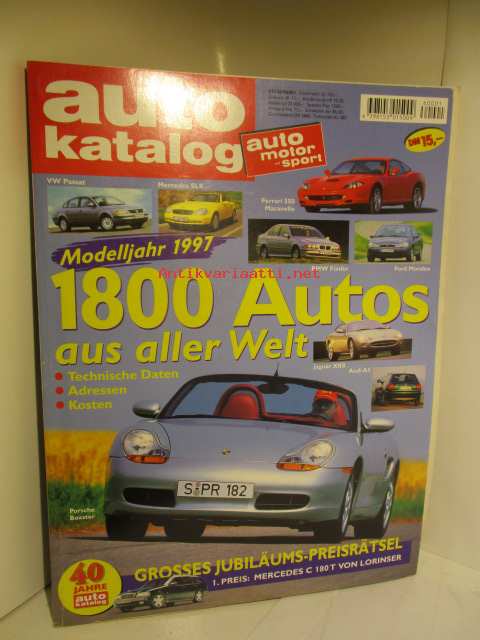 auto
katalog
auto
motor
und
sport
DM 15,-
VW Passat
Mercedes SLK
Ferrari 550
Maranello
BMW Fünfer
Ford Mondeo
Modelljahr 1997
Antikvariaatti.net
1800 Autos
aus aller Welt
Jaguar XK8
Audi A3
• Technische Daten
• Adressen
• Kosten
S-PR 182
Porsche
Boxster
40
JAHRE
auto
katalog
GROSSES JUBILÄUMS-PREISRÄTSEL
1. PREIS: MERCEDES C 180 T VON LORINSER